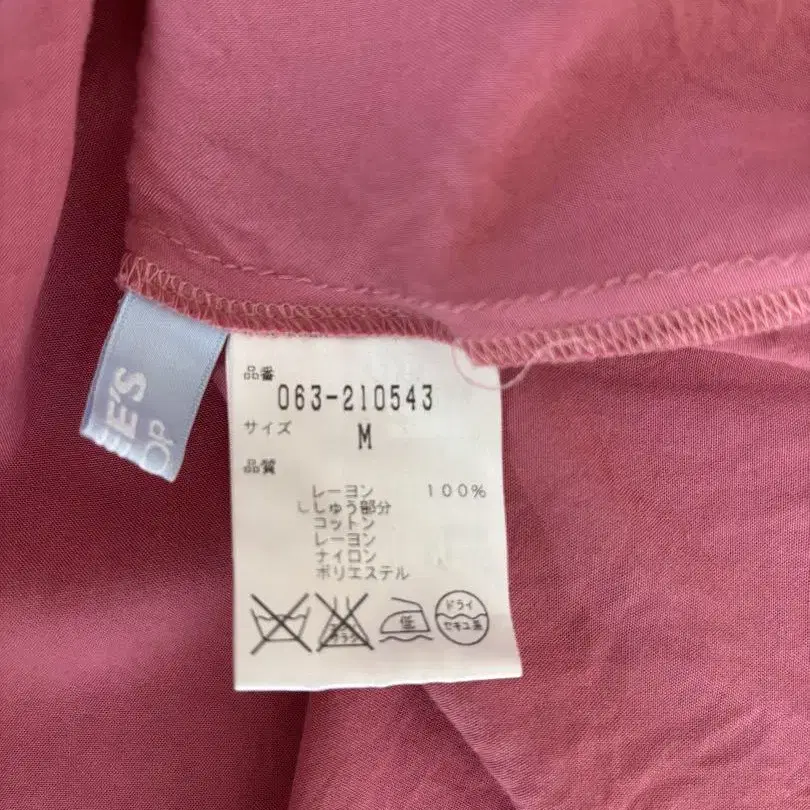 EE'S
OP
品番
063-210543
サイズ
M
品質
レーヨン 100%
ししゅう部分
コットン
レーヨン
ナイロン
ポリエステル
低
ドライ
セキユ系